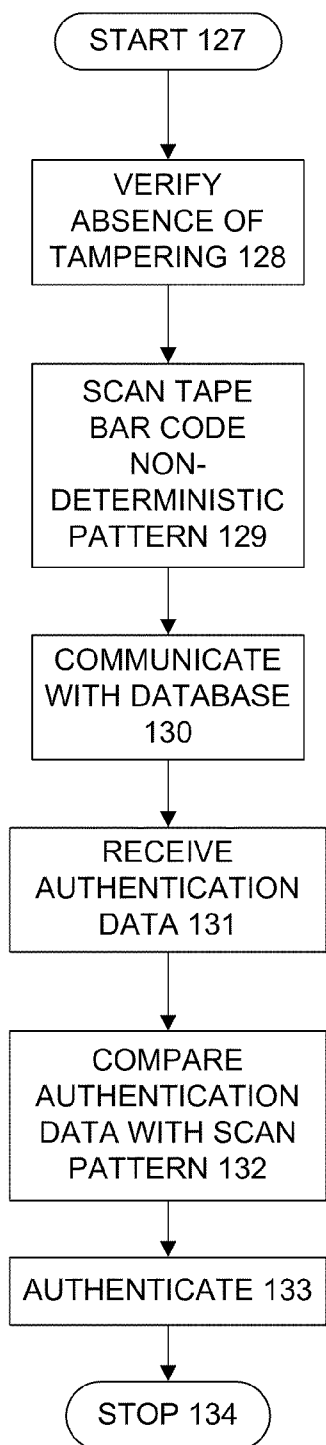 START 127
VERIFY
ABSENCE OF
TAMPERING 128
SCAN TAPE
BAR CODE
NON-
DETERMINISTIC
PATTERN 129
COMMUNICATE
WITH DATABASE
130
RECEIVE
AUTHENTICATION
DATA 131
COMPARE
AUTHENTICATION
DATA WITH SCAN
PATTERN 132
AUTHENTICATE 133
STOP 134